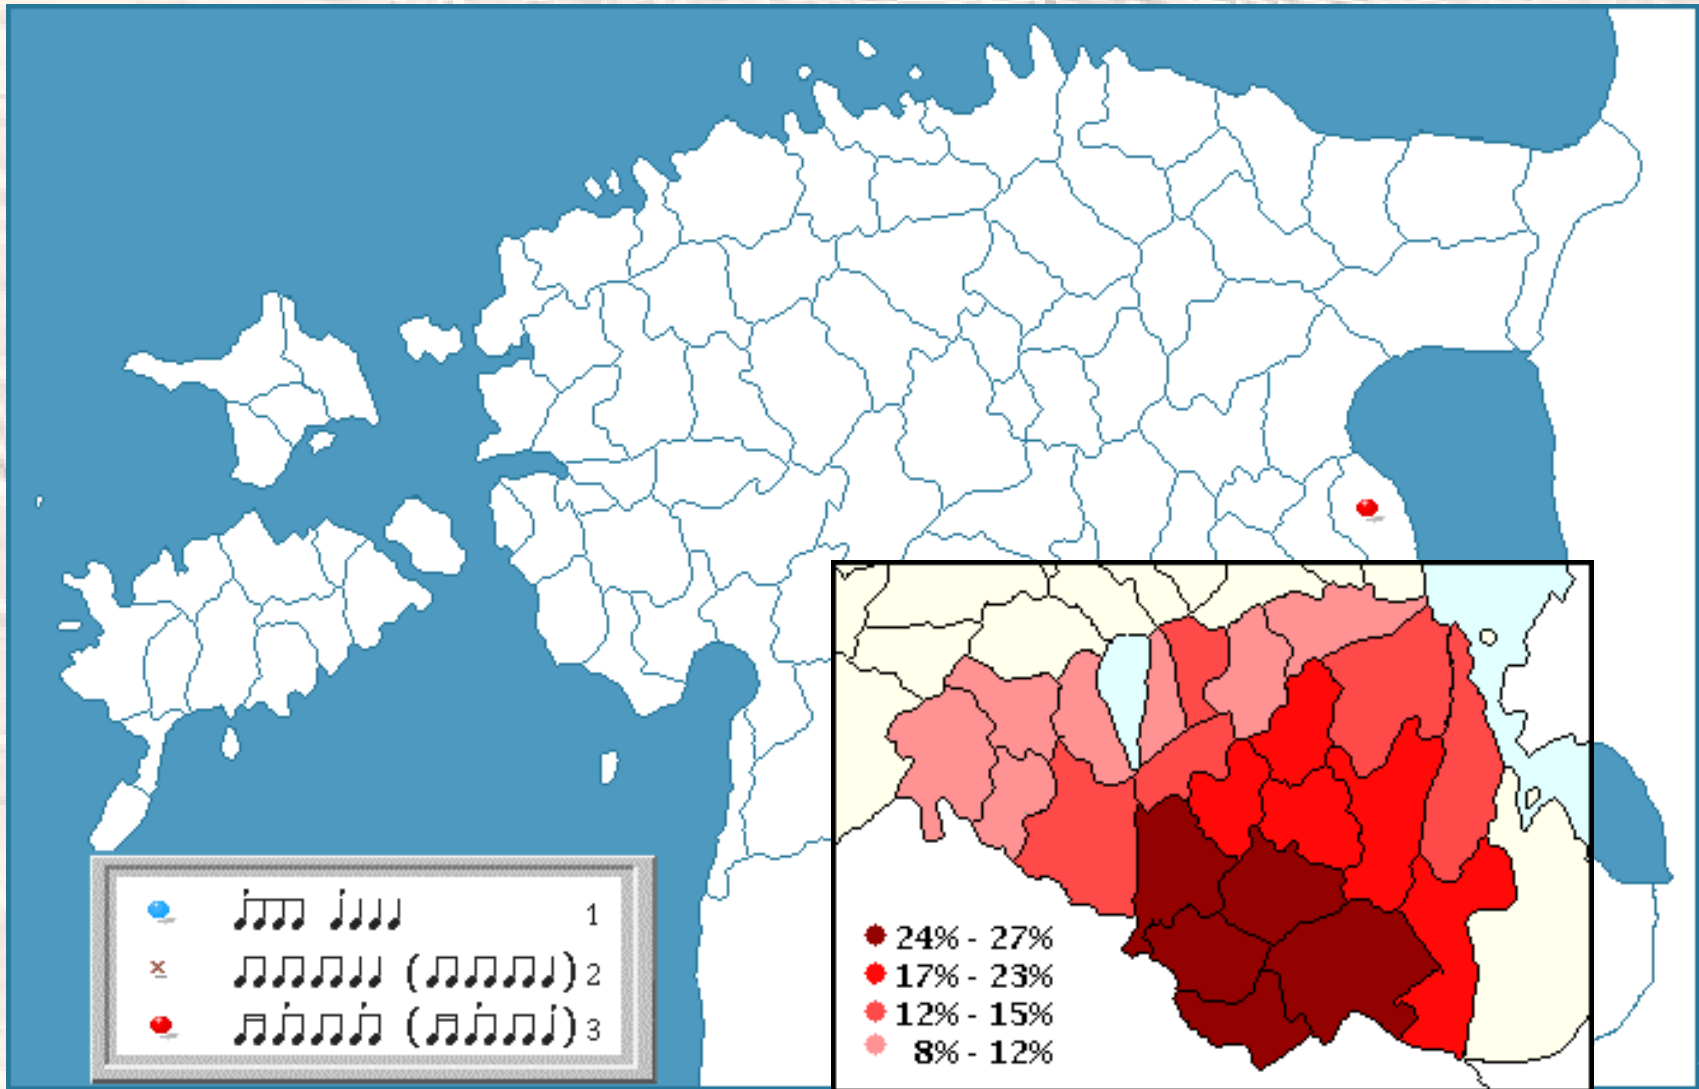 1
× ( ) 2
( ) 3
24% - 27%
17% - 23%
12% - 15%
8% - 12%